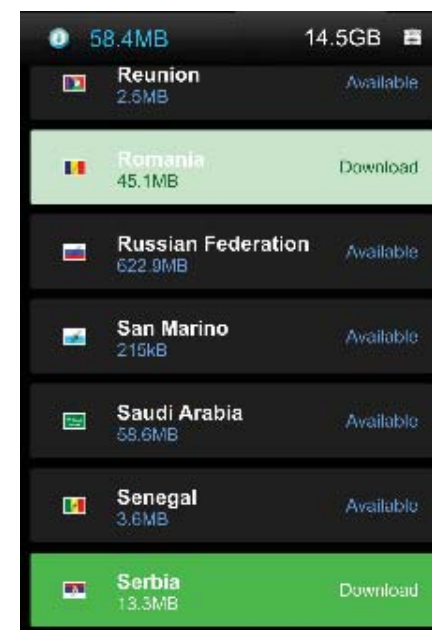 58.4MB 14.5GB
Reunion
2.5MB Available
Romania
45.1MB Download
Russian Federation
622.9MB Available
San Marino
215kB Available
Saudi Arabia
58.6MB Available
Senegal
3.6MB Available
Serbia
13.3MB Download